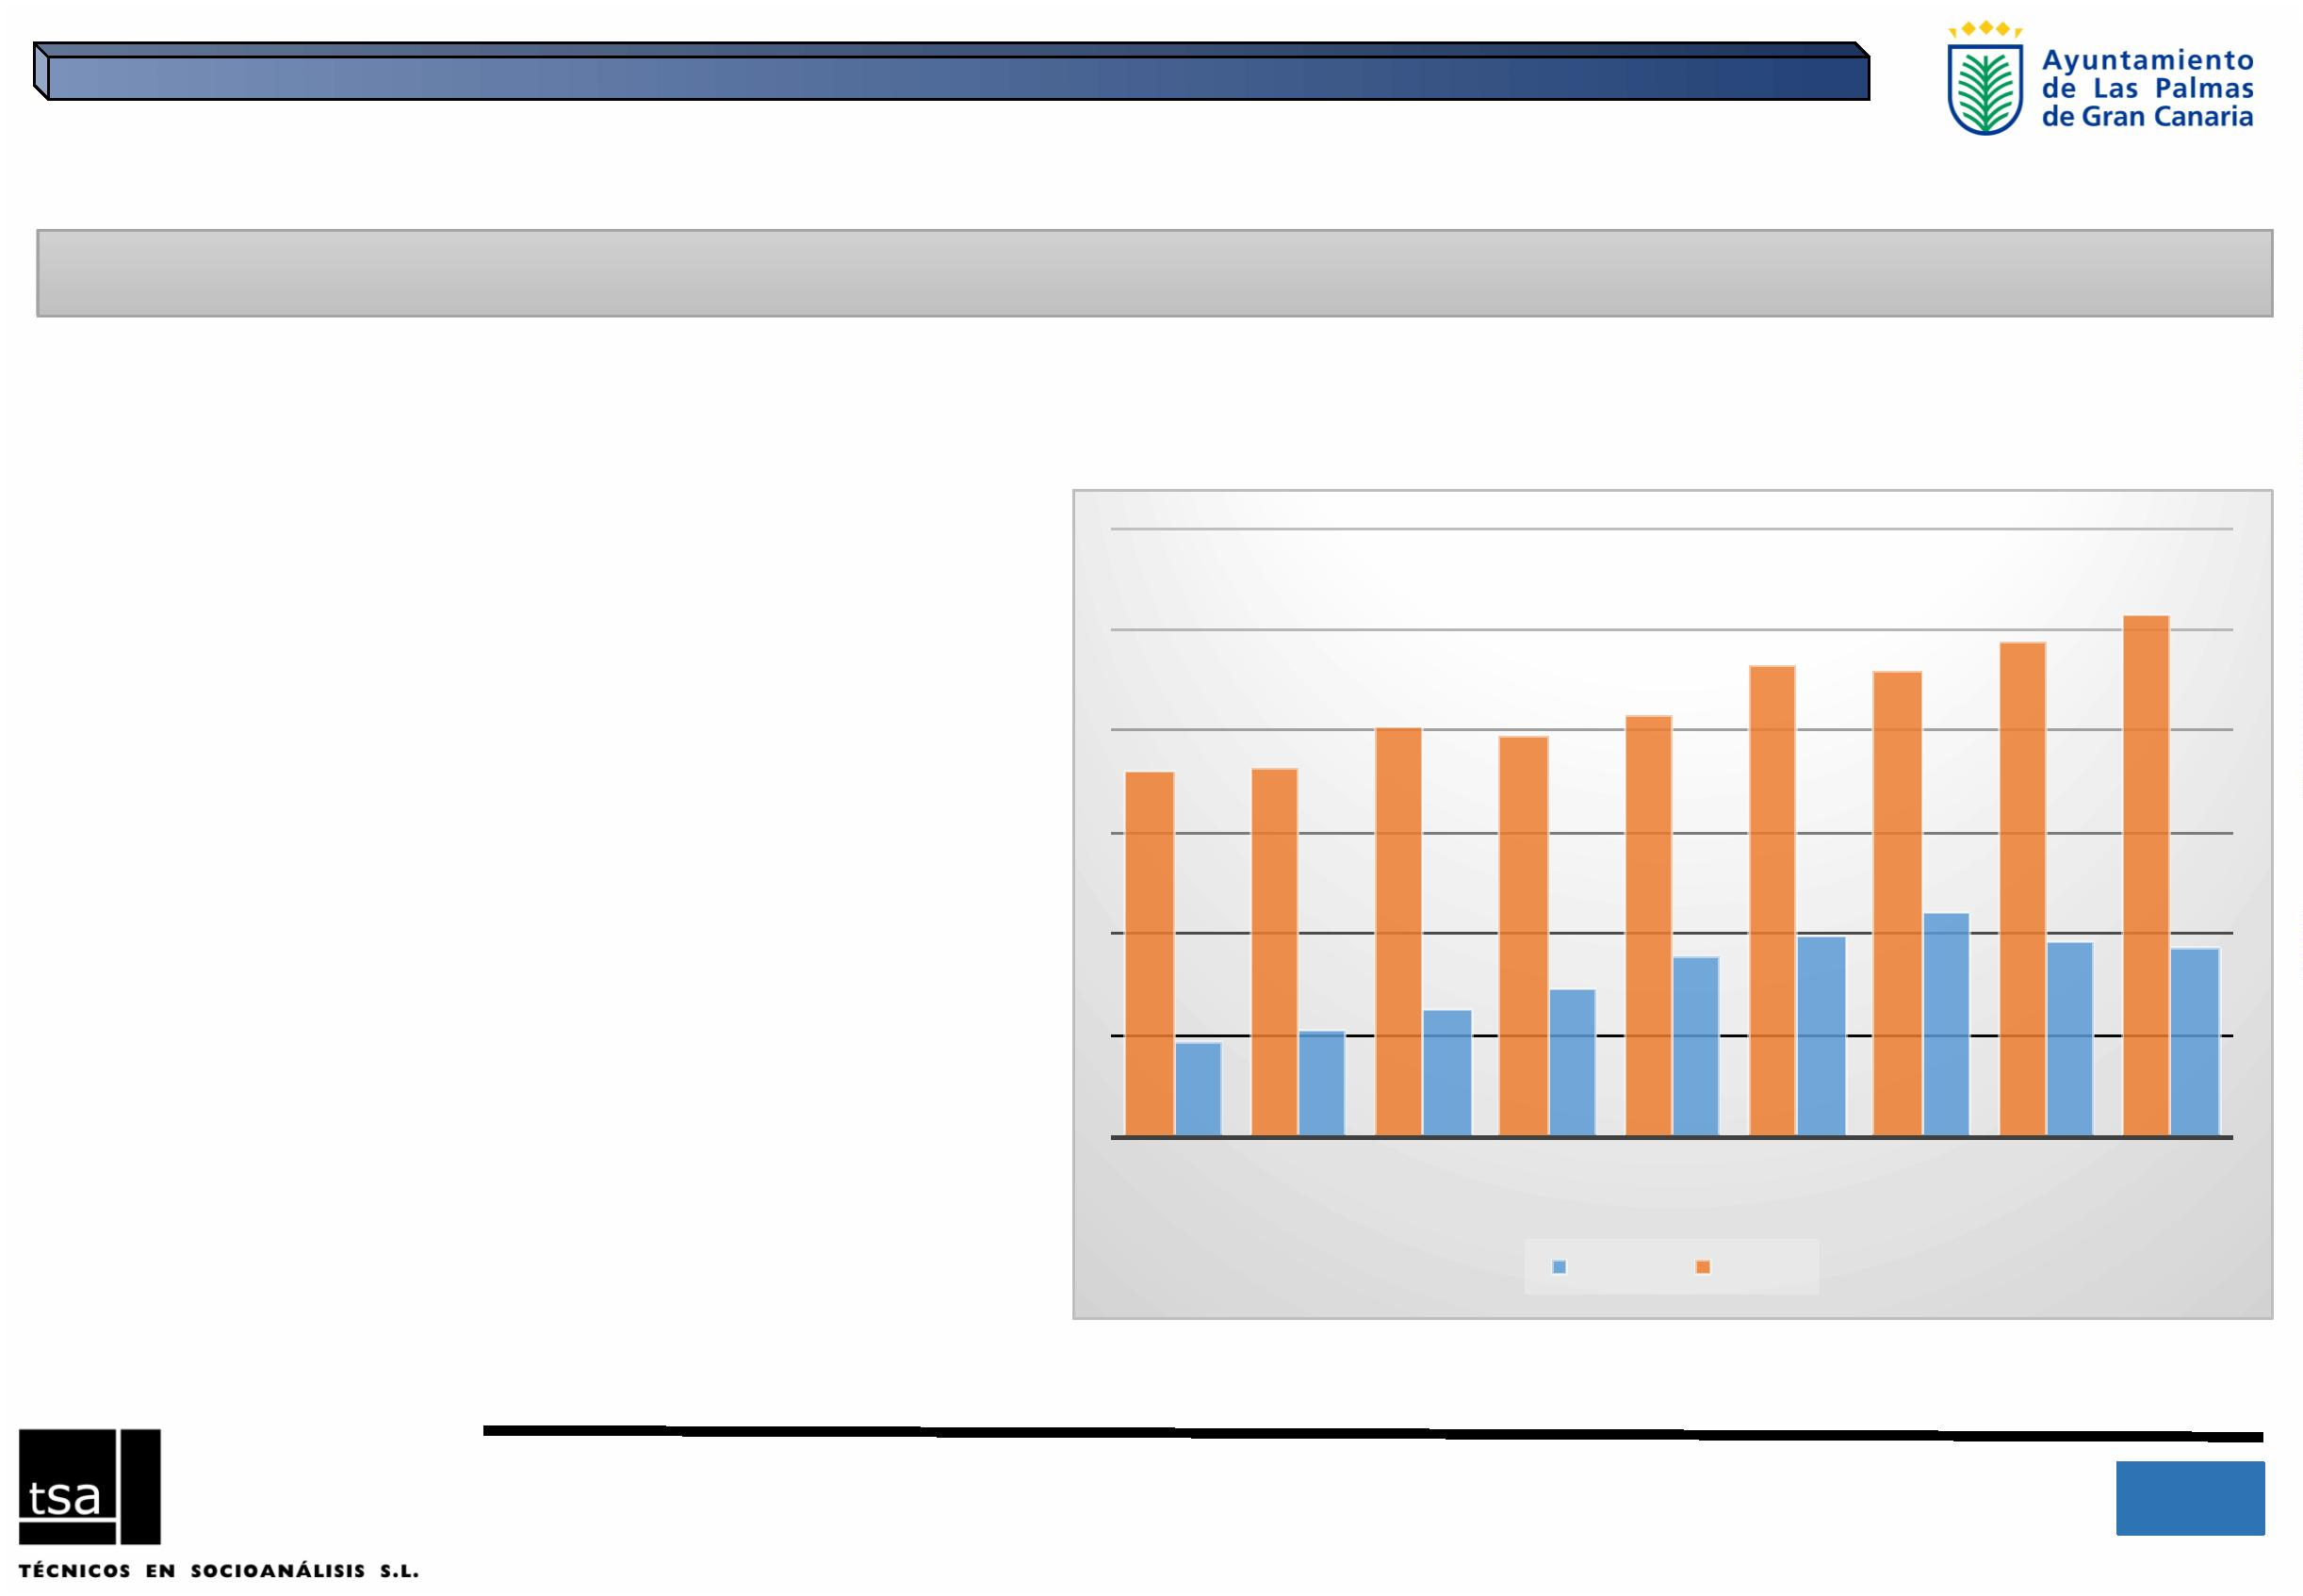 Ayuntamiento
de Las Palmas
de Gran Canaria
tsa
TÉCNICOS EN SOCIOANÁLISIS S.L.